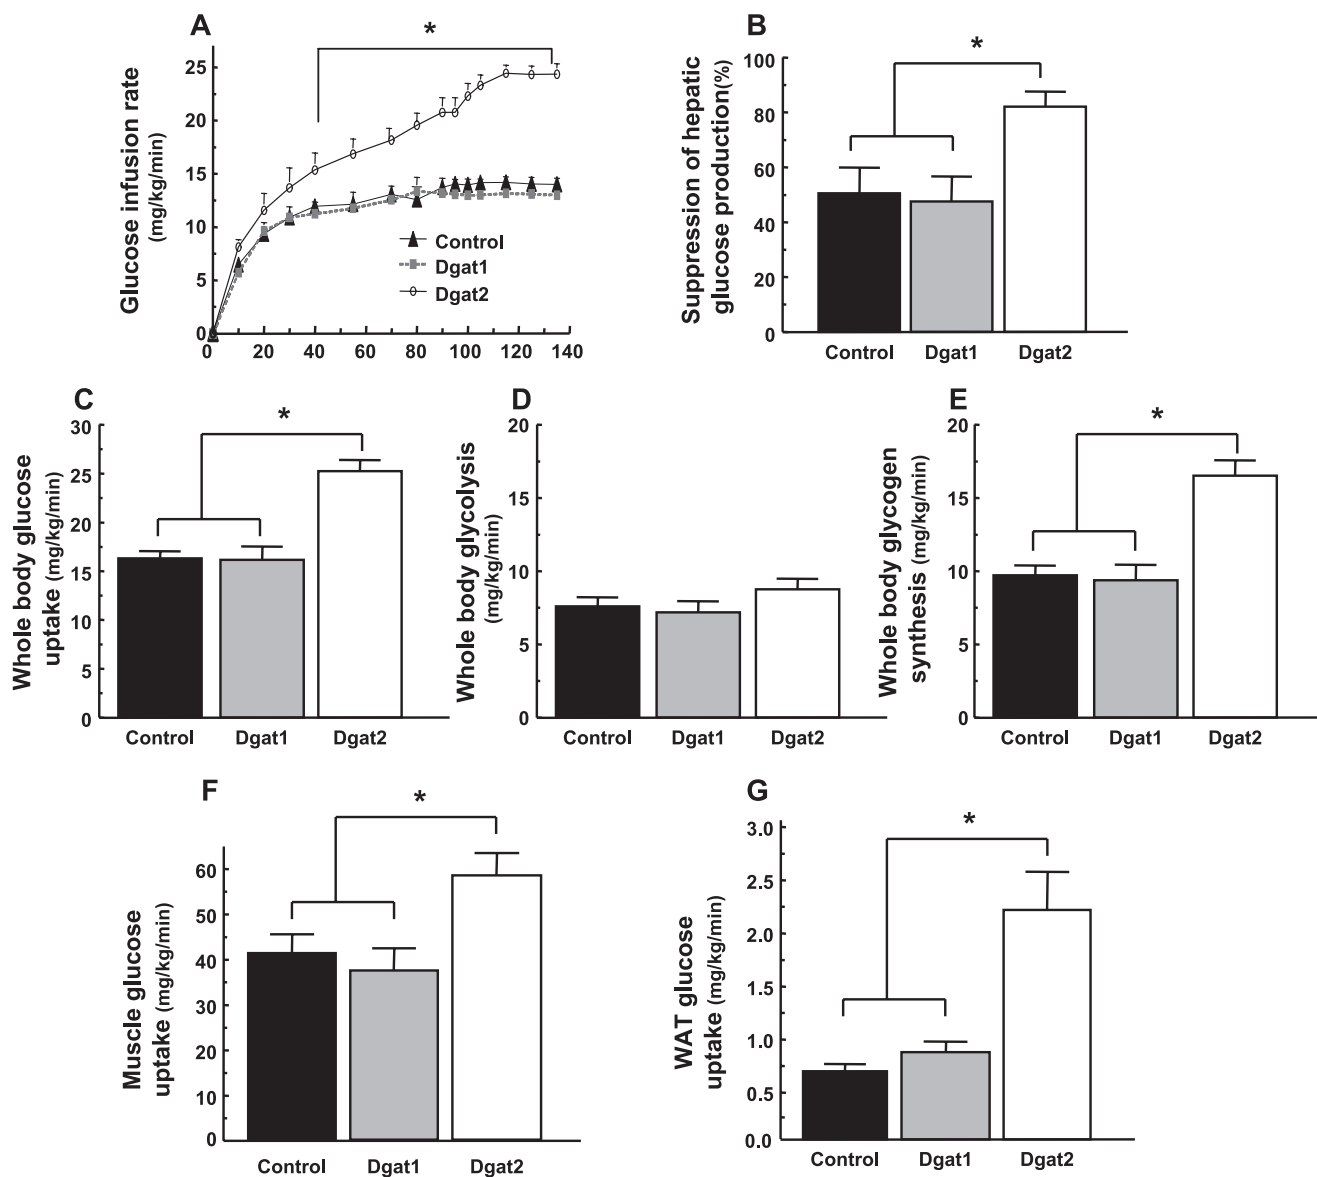 A
*
Glucose infusion rate
(mg/kg/min)
25
20
15
10
5
0
0 20 40 60 80 100 120 140
Control
Dgat1
Dgat2
B
*
Suppression of hepatic
glucose production(%)
100
80
60
40
20
0
Control Dgat1 Dgat2
C
*
Whole body glucose
uptake (mg/kg/min)
30
25
20
15
10
5
0
Control Dgat1 Dgat2
D
Whole body glycolysis
(mg/kg/min)
20
15
10
5
0
Control Dgat1 Dgat2
E
*
Whole body glycogen
synthesis (mg/kg/min)
20
15
10
5
0
Control Dgat1 Dgat2
F
*
Muscle glucose
uptake (mg/kg/min)
60
50
40
30
20
10
0
Control Dgat1 Dgat2
G
*
WAT glucose
uptake (mg/kg/min)
3.0
2.5
2.0
1.5
1.0
0.5
0.0
Control Dgat1 Dgat2